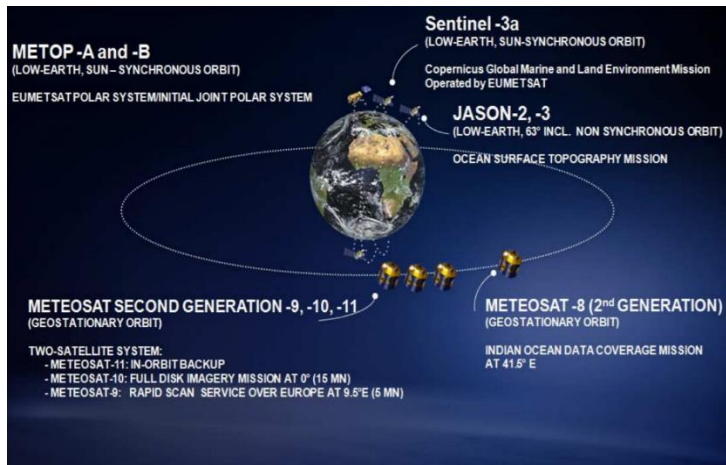 METOP -A and -B
(LOW-EARTH, SUN – SYNCHRONOUS ORBIT)
EUMETSAT POLAR SYSTEM/INITIAL JOINT POLAR SYSTEM
Sentinel -3a
(LOW-EARTH, SUN-SYNCHRONOUS ORBIT)
Copernicus Global Marine and Land Environment Mission
Operated by EUMETSAT
JASON-2, -3
(LOW-EARTH, 63° INCL. NON SYNCHRONOUS ORBIT)
OCEAN SURFACE TOPOGRAPHY MISSION
METEOSAT SECOND GENERATION -9, -10, -11
(GEOSTATIONARY ORBIT)
TWO-SATELLITE SYSTEM:
- METEOSAT-11: IN-ORBIT BACKUP
- METEOSAT-10: FULL DISK IMAGERY MISSION AT 0° (15 MN)
- METEOSAT-9: RAPID SCAN SERVICE OVER EUROPE AT 9.5°E (5 MN)
METEOSAT -8 (2nd GENERATION)
(GEOSTATIONARY ORBIT)
INDIAN OCEAN DATA COVERAGE MISSION
AT 41.5° E